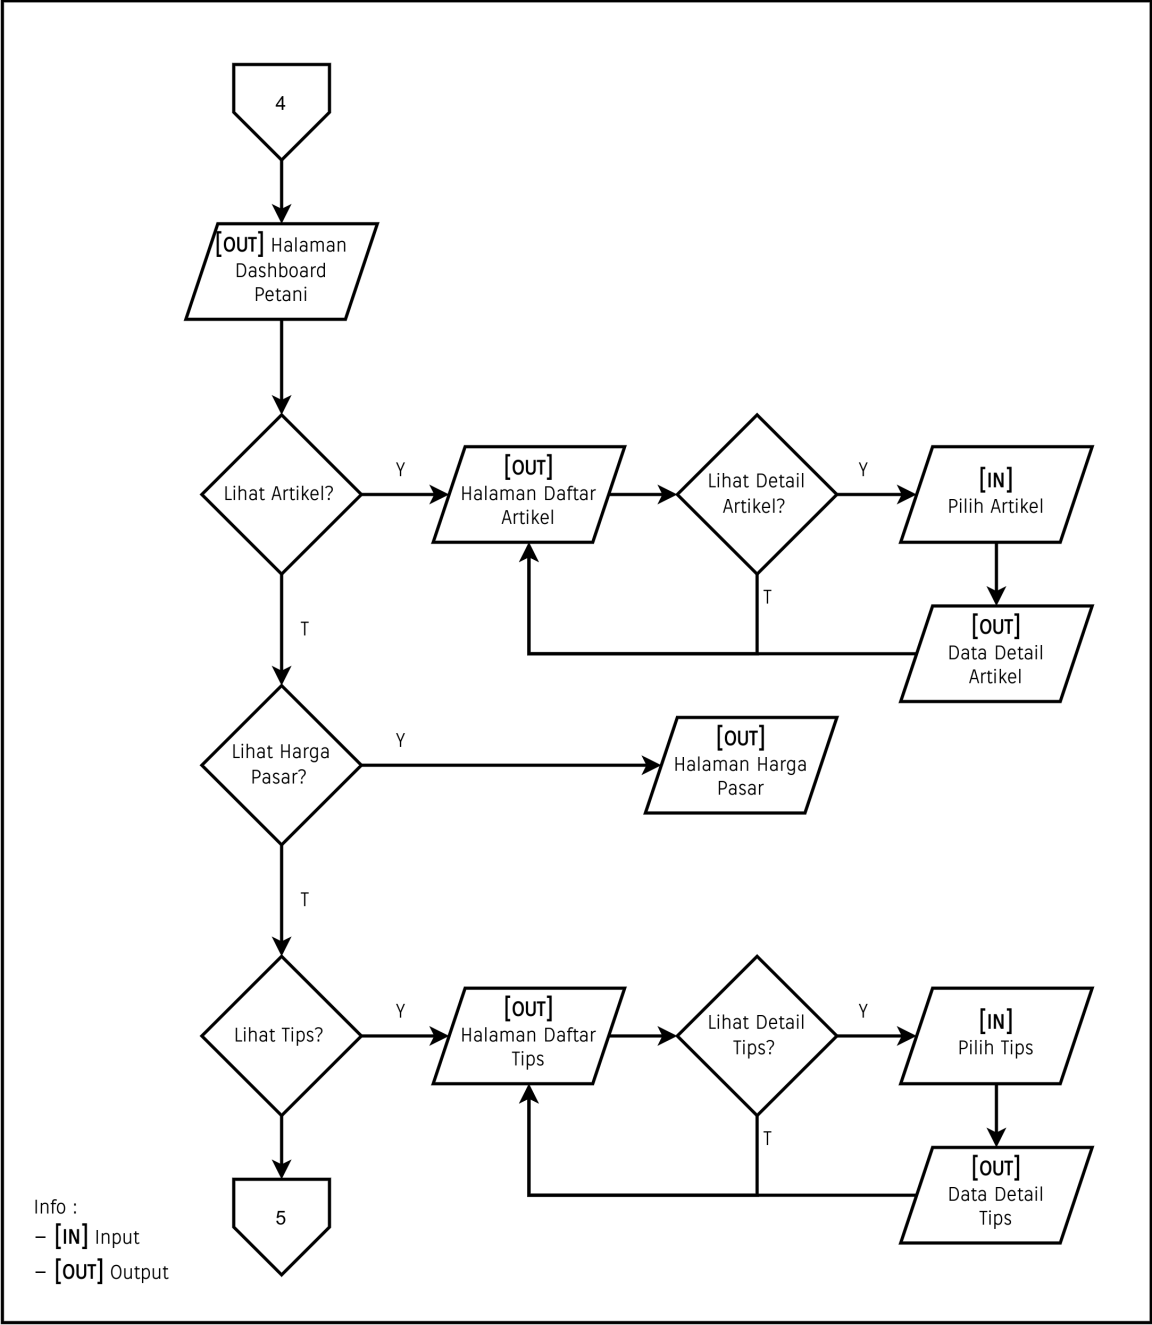 4
[OUT] Halaman
Dashboard
Petani
Lihat Artikel?
Y
[OUT]
Halaman Daftar
Artikel
Lihat Detail
Artikel?
Y
[IN]
Pilih Artikel
T
T
[OUT]
Data Detail
Artikel
Lihat Harga
Pasar?
Y
[OUT]
Halaman Harga
Pasar
T
Lihat Tips?
Y
[OUT]
Halaman Daftar
Tips
Lihat Detail
Tips?
Y
[IN]
Pilih Tips
T
[OUT]
Data Detail
Tips
5
Info :
– [IN] Input
– [OUT] Output